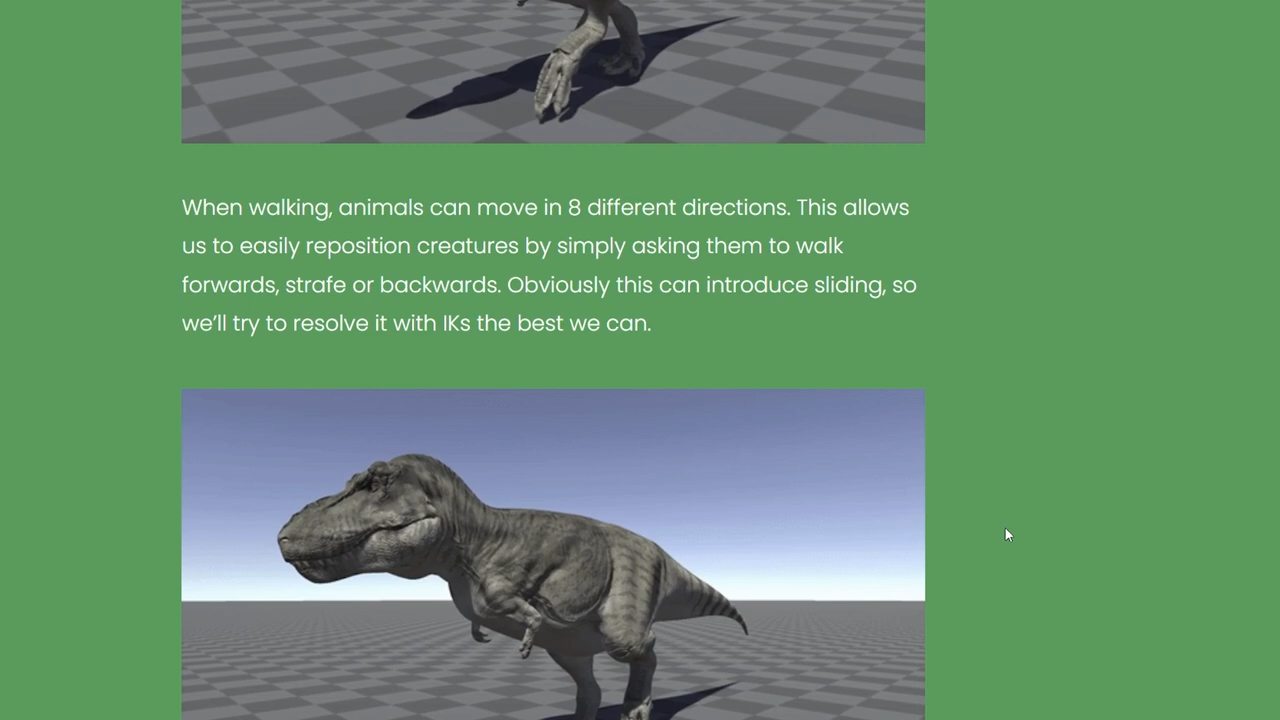 When walking, animals can move in 8 different directions. This allows
us to easily reposition creatures by simply asking them to walk
forwards, strafe or backwards. Obviously this can introduce sliding, so
we’ll try to resolve it with IKs the best we can.